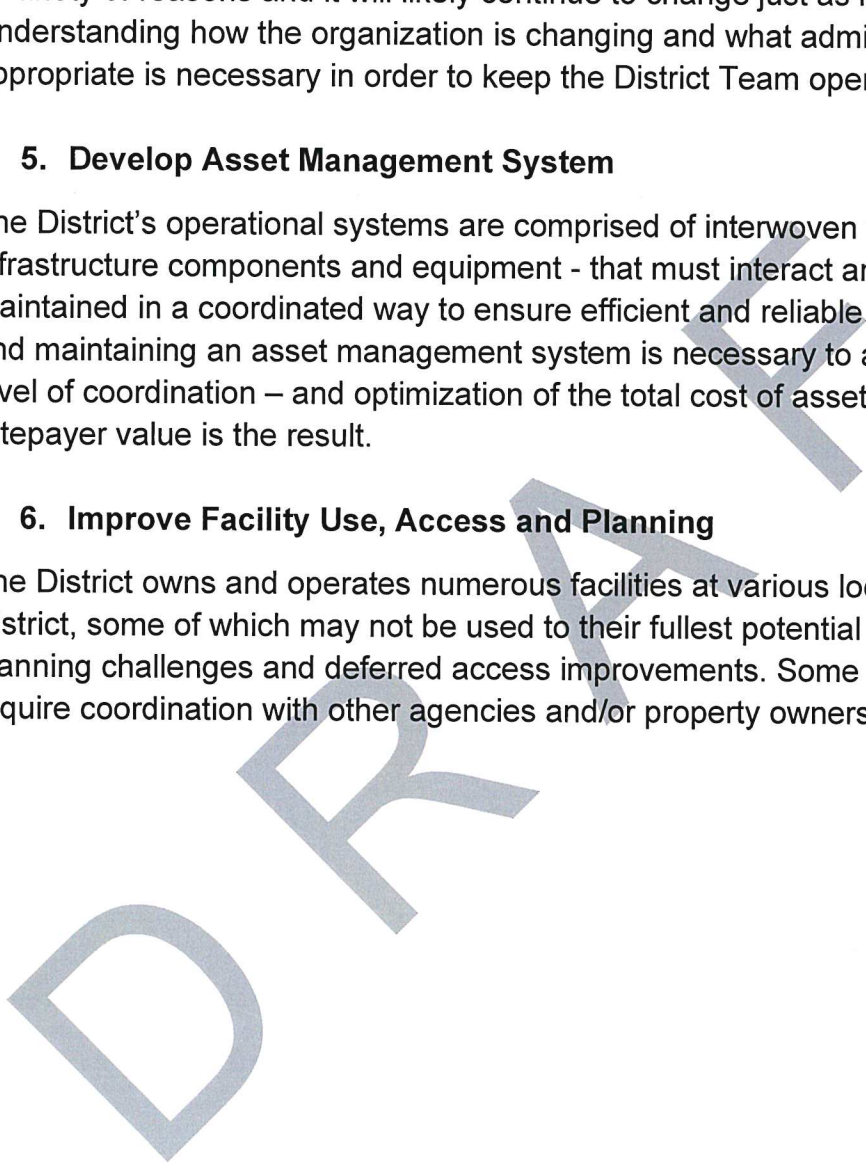 of reasons and it will likely continue to change just as
nderstanding how the organization is changing and what admi
ppropriate is necessary in order to keep the District Team oper
5. Develop Asset Management System
he District's operational systems are comprised of interwoven
frastructure components and equipment - that must interact an
aintained in a coordinated way to ensure efficient and reliable
nd maintaining an asset management system is necessary to a
vel of coordination – and optimization of the total cost of asset
tepayer value is the result.
6. Improve Facility Use, Access and Planning
he District owns and operates numerous facilities at various loc
istrict, some of which may not be used to their fullest potential
anning challenges and deferred access improvements. Some
quire coordination with other agencies and/or property owners
DRAF